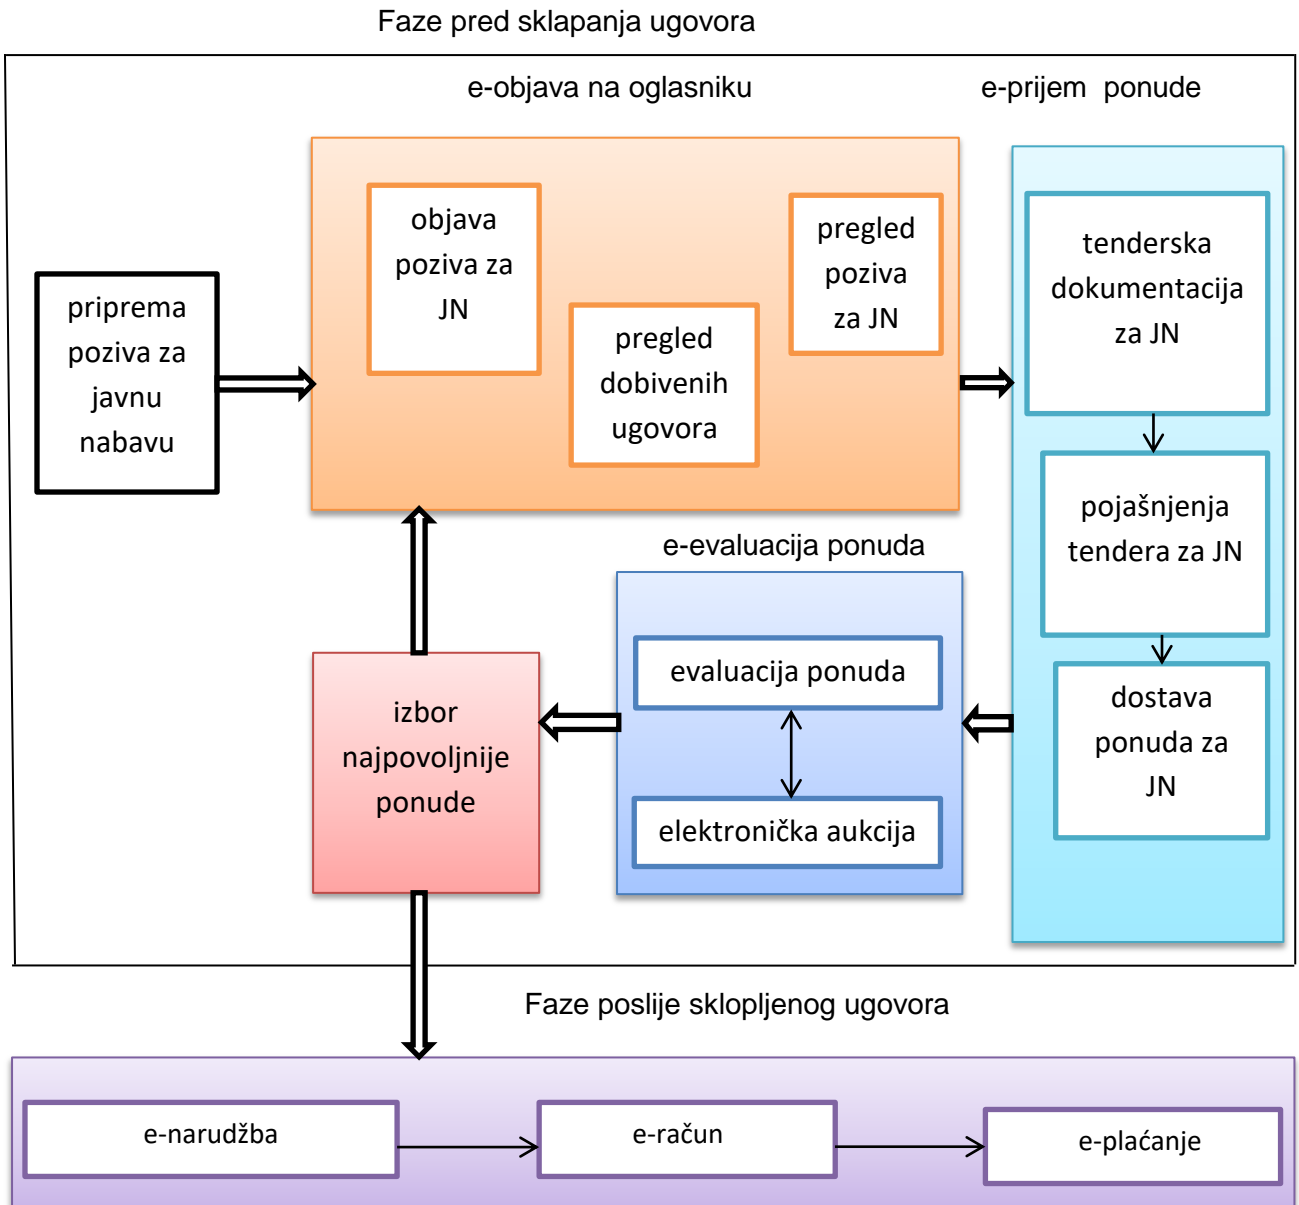 Faze pred sklapanja ugovora
e-objava na oglasniku
e-prijem ponude
priprema
poziva za
javnu
nabavu
objava
poziva za
JN
pregled
dobivenih
ugovora
pregled
poziva
za JN
tenderska
dokumentacija
za JN
pojašnjenja
tendera za JN
dostava
ponuda za
JN
e-evaluacija ponuda
evaluacija ponuda
elektronička aukcija
izbor
najpovoljnije
ponude
Faze poslije sklopljenog ugovora
e-narudžba
e-račun
e-plaćanje